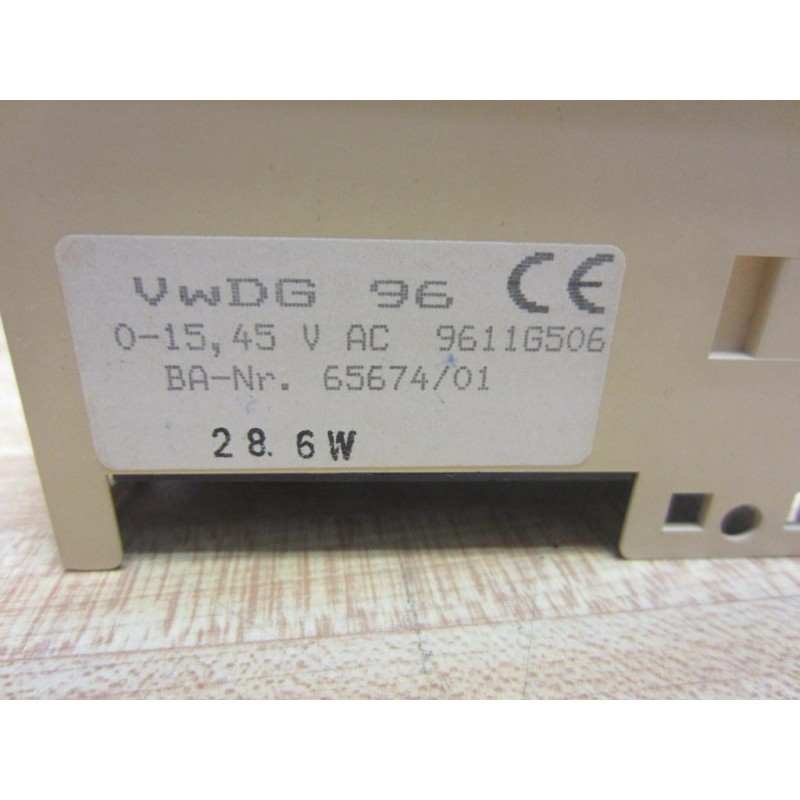 VwDG 96 CE
0-15,45 V AC 9611G506
BA-Nr. 65674/01
28.6W